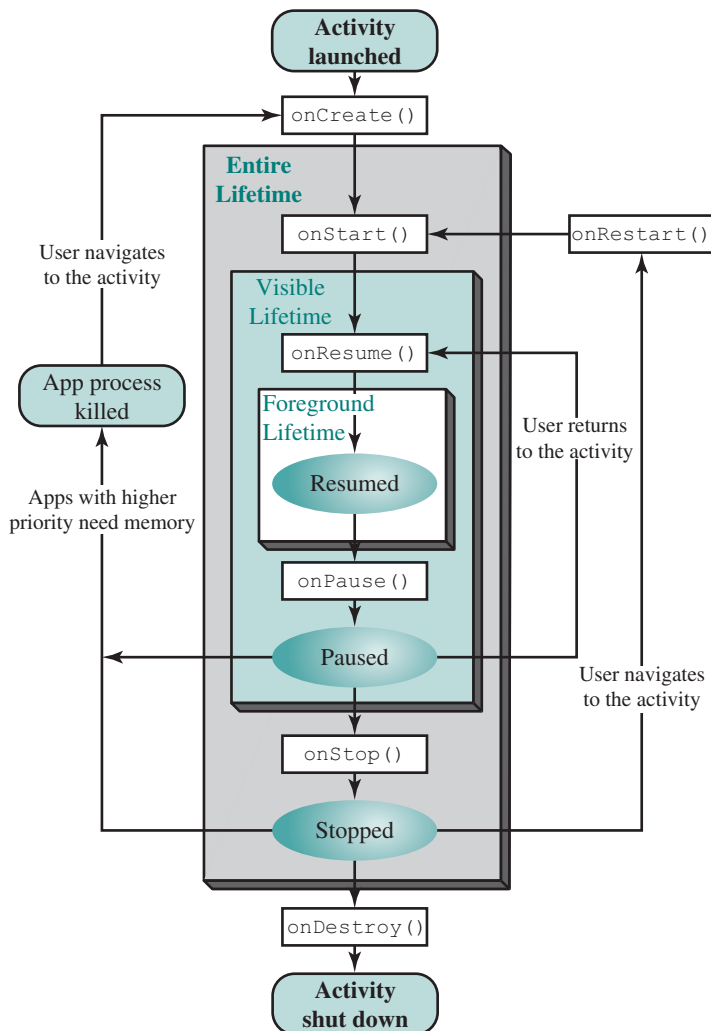 Activity
launched
onCreate()
Entire
Lifetime
onStart()
onRestart()
User navigates
to the activity
Visible
Lifetime
onResume()
App process
killed
Foreground
Lifetime
User returns
to the activity
Resumed
Apps with higher
priority need memory
onPause()
Paused
User navigates
to the activity
onStop()
Stopped
onDestroy()
Activity
shut down